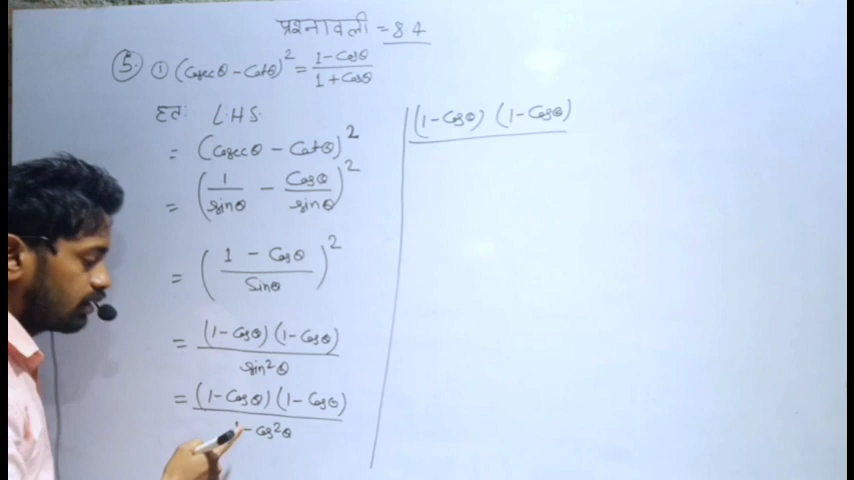 प्रश्नावली = 8.4
5. ① (Cosecθ - Cotθ)² = 1-Cosθ / 1+Cosθ
हल: L.H.S.
= (Cosecθ - Cotθ)²
= (1/sinθ - Cosθ/sinθ)²
= (1 - Cosθ / Sinθ)²
= (1-Cosθ) (1-Cosθ) / sin²θ
= (1-Cosθ) (1-Cosθ) / 1-Cos²θ
(1-Cosθ) (1-Cosθ)